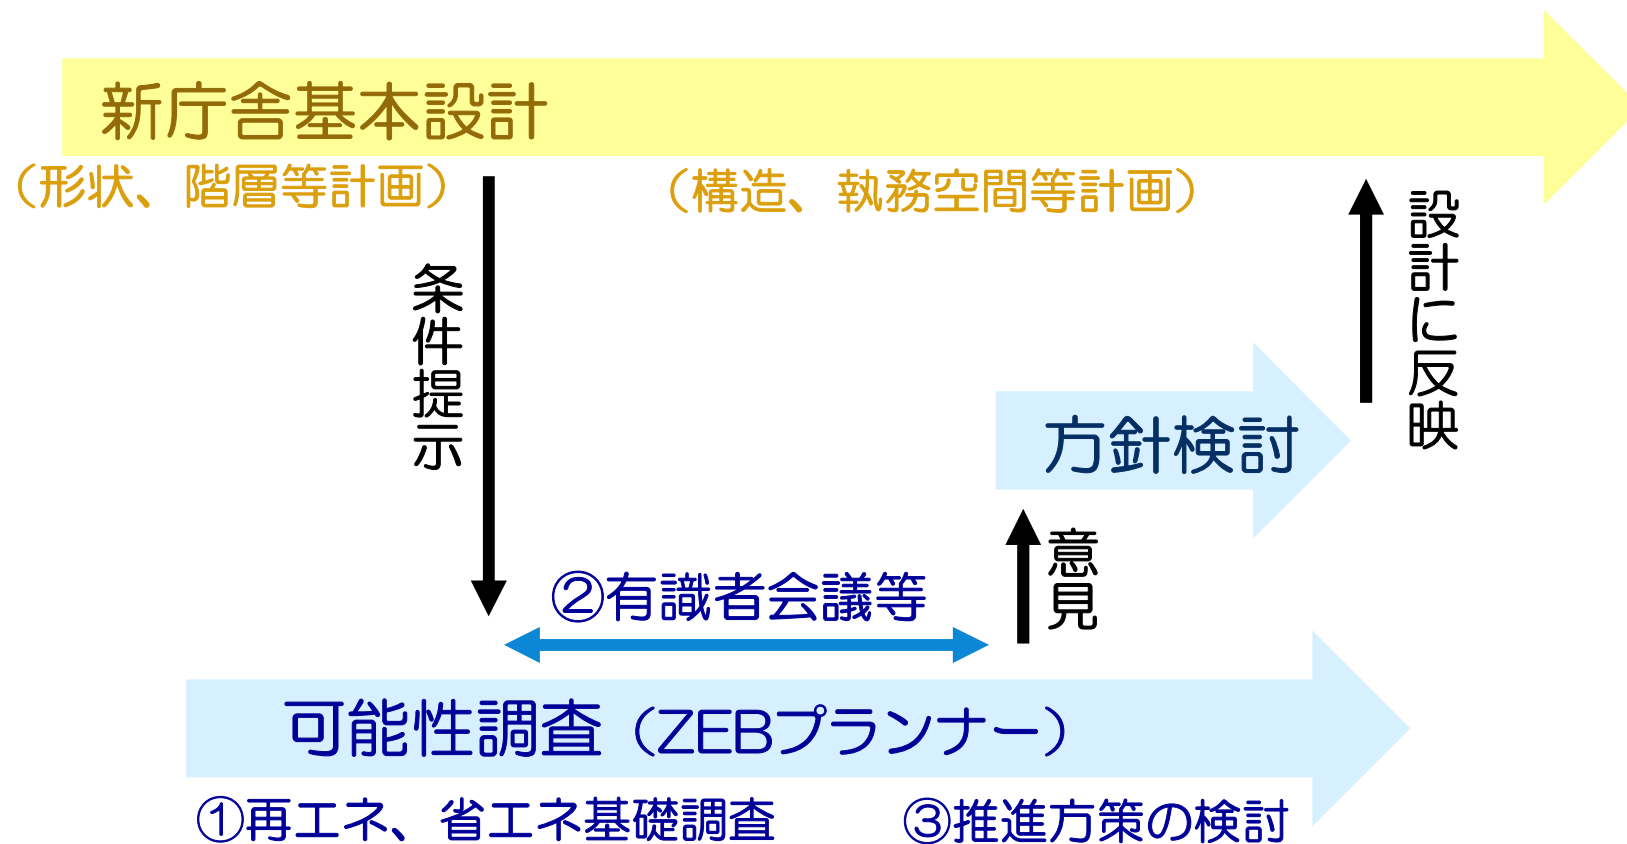 新庁舎基本設計
（形状、階層等計画）
（構造、執務空間等計画）
条件提示
設計に反映
方針検討
意見
②有識者会議等
可能性調査（ZEBプランナー）
①再エネ、省エネ基礎調査
③推進方策の検討